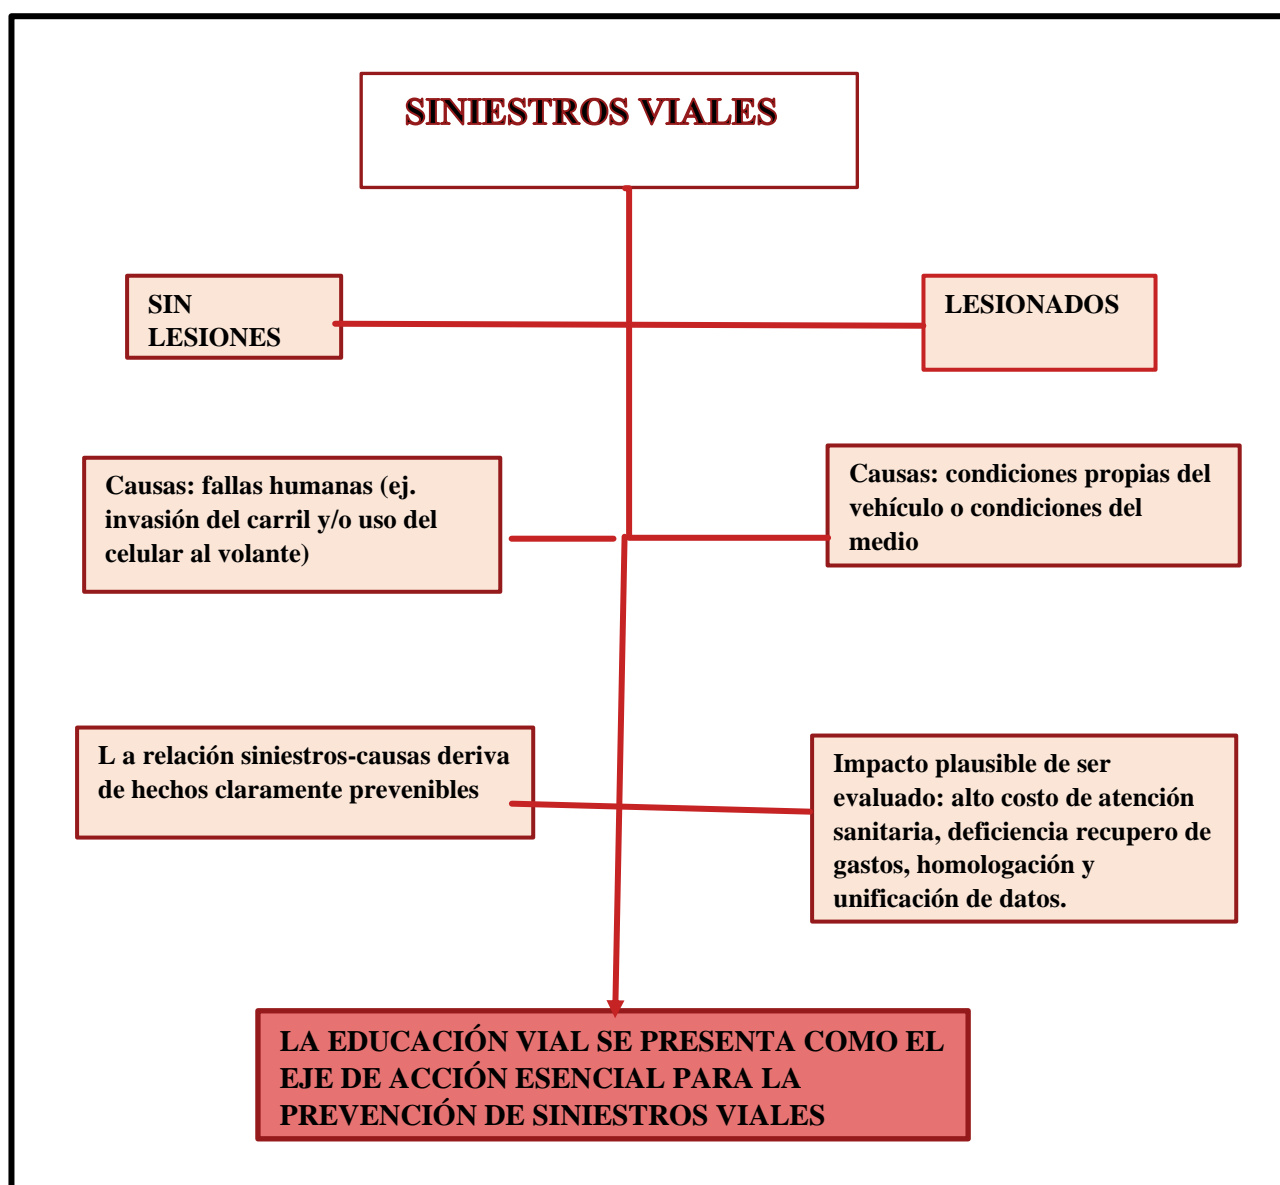 SINIESTROS VIALES
SIN
LESIONES
LESIONADOS
Causas: fallas humanas (ej.
invasión del carril y/o uso del
celular al volante)
Causas: condiciones propias del
vehículo o condiciones del
medio
L a relación siniestros-causas deriva
de hechos claramente prevenibles
Impacto plausible de ser
evaluado: alto costo de atención
sanitaria, deficiencia recupero de
gastos, homologación y
unificación de datos.
LA EDUCACIÓN VIAL SE PRESENTA COMO EL
EJE DE ACCIÓN ESENCIAL PARA LA
PREVENCIÓN DE SINIESTROS VIALES